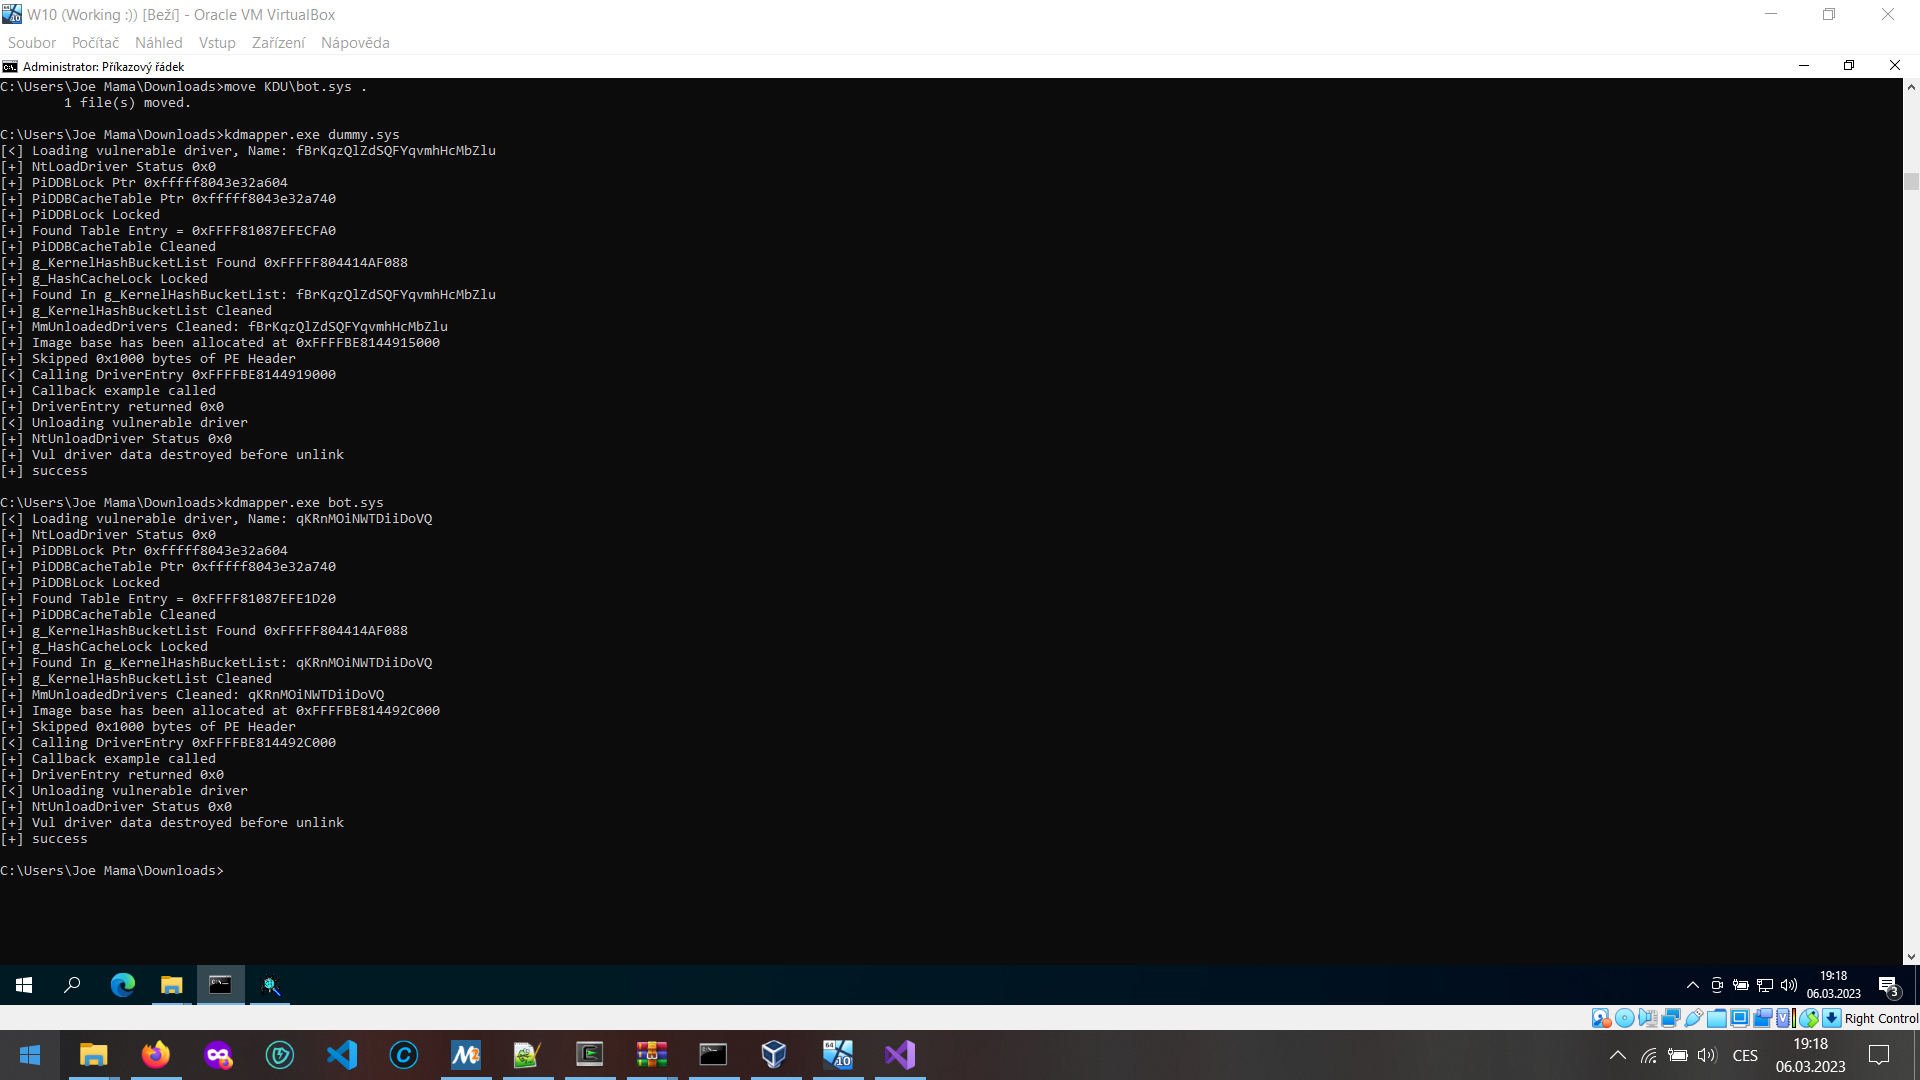 W10 (Working :)) [Beží] - Oracle VM VirtualBox
Soubor Počítač Náhled Vstup Zařízení Nápověda
Administrator: Příkazový řádek
C:\Users\Joe Mama\Downloads>move KDU\bot.sys .
        1 file(s) moved.
C:\Users\Joe Mama\Downloads>kdmapper.exe dummy.sys
[<] Loading vulnerable driver, Name: fBrKqzQlZdSQFYqvmhHcMbZlu
[+] NtLoadDriver Status 0x0
[+] PiDDBLock Ptr 0xfffff8043e32a604
[+] PiDDBCacheTable Ptr 0xfffff8043e32a740
[+] PiDDBLock Locked
[+] Found Table Entry = 0xFFFF81087EFECFA0
[+] PiDDBCacheTable Cleaned
[+] g_KernelHashBucketList Found 0xFFFFF804414AF088
[+] g_HashCacheLock Locked
[+] Found In g_KernelHashBucketList: fBrKqzQlZdSQFYqvmhHcMbZlu
[+] g_KernelHashBucketList Cleaned
[+] MmUnloadedDrivers Cleaned: fBrKqzQlZdSQFYqvmhHcMbZlu
[+] Image base has been allocated at 0xFFFFBE8144915000
[+] Skipped 0x1000 bytes of PE Header
[<] Calling DriverEntry 0xFFFFBE8144919000
[+] Callback example called
[+] DriverEntry returned 0x0
[<] Unloading vulnerable driver
[+] NtUnloadDriver Status 0x0
[+] Vul driver data destroyed before unlink
[+] success
C:\Users\Joe Mama\Downloads>kdmapper.exe bot.sys
[<] Loading vulnerable driver, Name: qKRnMOiNWTDiiDoVQ
[+] NtLoadDriver Status 0x0
[+] PiDDBLock Ptr 0xfffff8043e32a604
[+] PiDDBCacheTable Ptr 0xfffff8043e32a740
[+] PiDDBLock Locked
[+] Found Table Entry = 0xFFFF81087EFE1D20
[+] PiDDBCacheTable Cleaned
[+] g_KernelHashBucketList Found 0xFFFFF804414AF088
[+] g_HashCacheLock Locked
[+] Found In g_KernelHashBucketList: qKRnMOiNWTDiiDoVQ
[+] g_KernelHashBucketList Cleaned
[+] MmUnloadedDrivers Cleaned: qKRnMOiNWTDiiDoVQ
[+] Image base has been allocated at 0xFFFFBE814492C000
[+] Skipped 0x1000 bytes of PE Header
[<] Calling DriverEntry 0xFFFFBE814492C000
[+] Callback example called
[+] DriverEntry returned 0x0
[<] Unloading vulnerable driver
[+] NtUnloadDriver Status 0x0
[+] Vul driver data destroyed before unlink
[+] success
C:\Users\Joe Mama\Downloads>
19:18
06.03.2023
3
Right Control
CES
19:18
06.03.2023